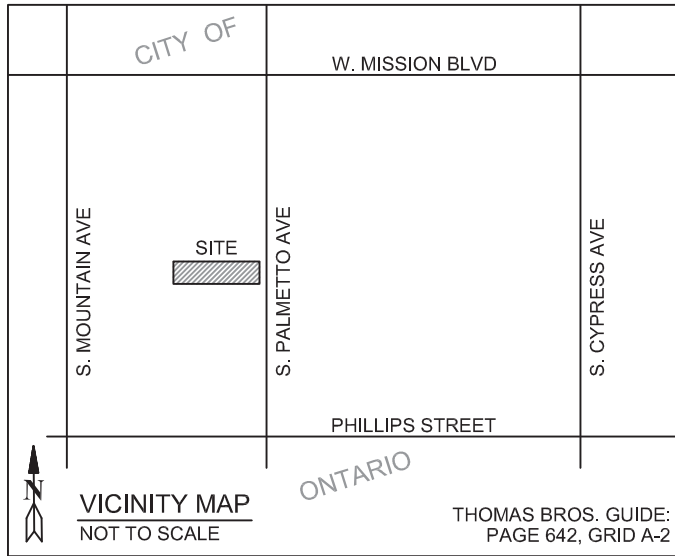 CITY OF
W. MISSION BLVD
S. MOUNTAIN AVE
SITE
S. PALMETTO AVE
S. CYPRESS AVE
PHILLIPS STREET
ONTARIO
N
VICINITY MAP
NOT TO SCALE
THOMAS BROS. GUIDE:
PAGE 642, GRID A-2